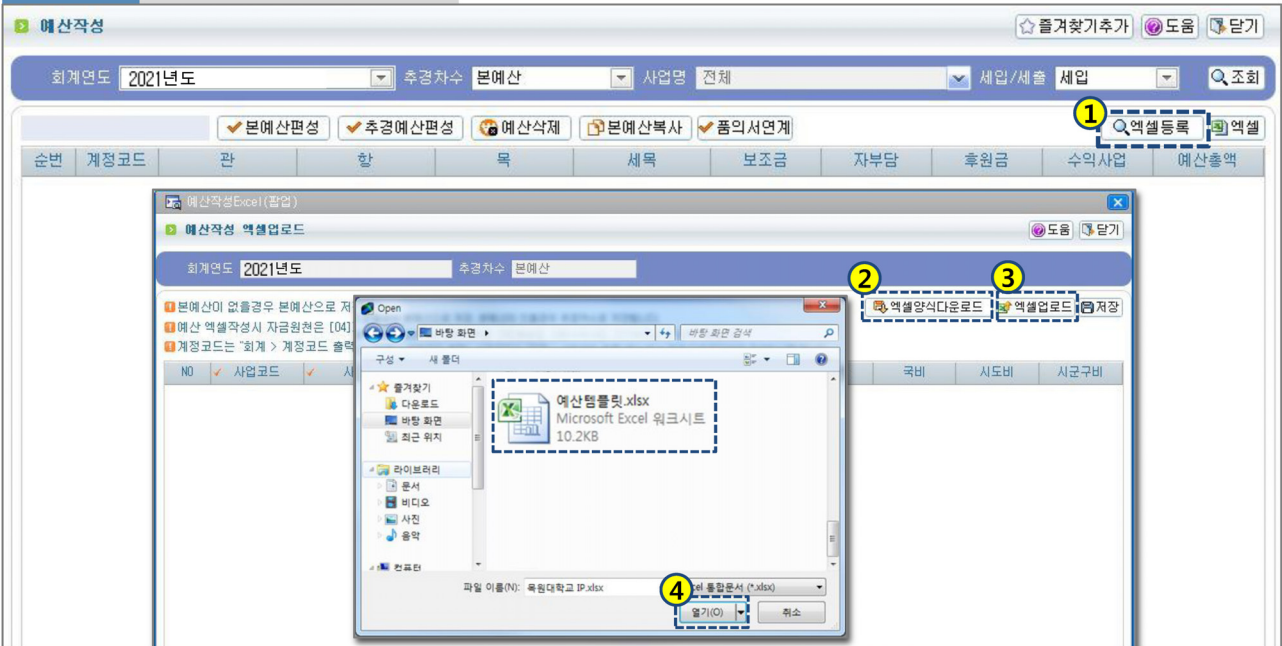 예산작성
즐겨찾기추가 도움 닫기
회계연도 2021년도 추경차수 본예산 사업명 전체 세입/세출 세입 조회
본예산편성 추경예산편성 예산삭제 본예산복사 품의서연계 1 엑셀등록 엑셀
순번 계정코드 관 항 목 세목 보조금 자부담 후원금 수익사업 예산총액
예산작성Excel(팝업)
예산작성 엑셀업로드 도움 닫기
회계연도 2021년도 추경차수 본예산
2 3
본예산이 없을경우 본예산으로 저 엑셀양식다운로드 엑셀업로드 저장
예산 엑셀작성시 자금원천은 [04]
계정코드는 "회계 > 계정코드 출력
NO 사업코드 국비 시도비 시군구비
Open
바탕 화면 바탕 화면 검색
구성 새 폴더
즐겨찾기
다운로드
바탕 화면
최근 위치
라이브러리
문서
비디오
사진
음악
컴퓨터
예산템플릿.xlsx
Microsoft Excel 워크시트
10.2KB
파일 이름(N): 목원대학교 IP.xlsx 통합문서 (*.xlsx)
4
열기(O) 취소